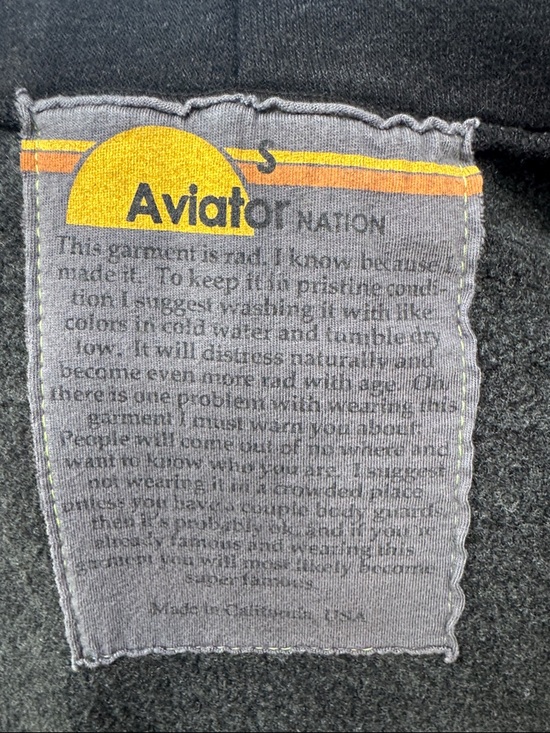 S
Aviator NATION
This garment is rad. I know because I
made it. To keep it in pristine condi-
tion I suggest washing it with like
colors in cold water and tumble dry
low. It will distress naturally and
become even more rad with age. Oh,
there is one problem with wearing this
garment I must warn you about.
People will come out of no where and
want to know who you are. I suggest
not wearing it in a crowded place
unless you have a couple body guards,
then it's probably ok. and if you're
already famous and wearing this
garment you will most likely become
super famous.
Made in California, USA